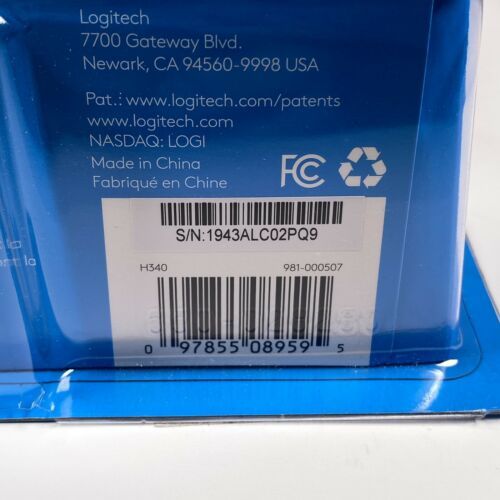 Logitech
7700 Gateway Blvd.
Newark, CA 94560-9998 USA
Pat.: www.logitech.com/patents
www.logitech.com
NASDAQ: LOGI
Made in China
Fabriqué en Chine
FC
S/N:1943ALC02PQ9
H340 981-000507
0 97855 08959 5